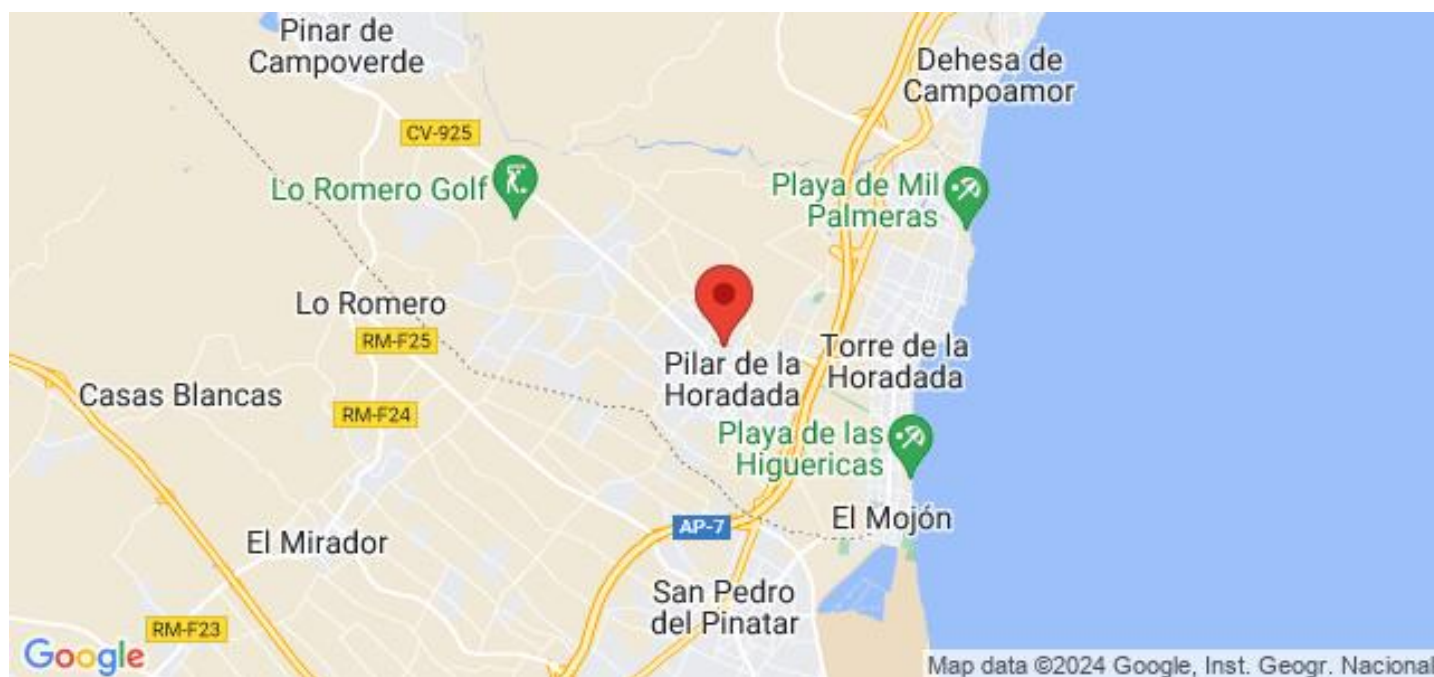 Pinar de
Campoverde
Dehesa de
Campoamor
CV-925
Lo Romero Golf
Playa de Mil
Palmeras
Lo Romero
RM-F25
Pilar de la
Horadada
Torre de la
Horadada
Casas Blancas
RM-F24
Playa de las
Higuericas
AP-7
El Mojón
El Mirador
San Pedro
del Pinatar
RM-F23
Google
Map data ©2024 Google, Inst. Geogr. Nacional